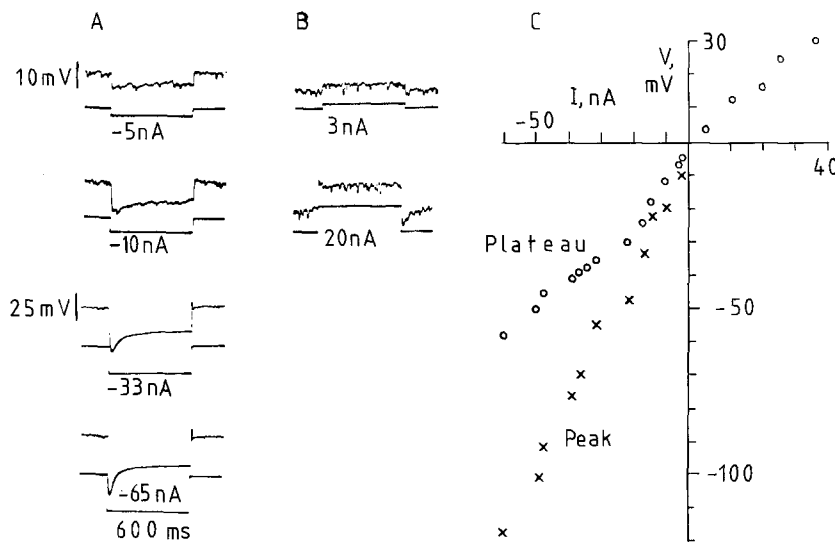 A
10mV
-5nA
-10nA
25mV
-33nA
-65nA
600 ms
B
3nA
20nA
C
30
V,
mV
I, nA
-50
40
Plateau
-50
Peak
-100